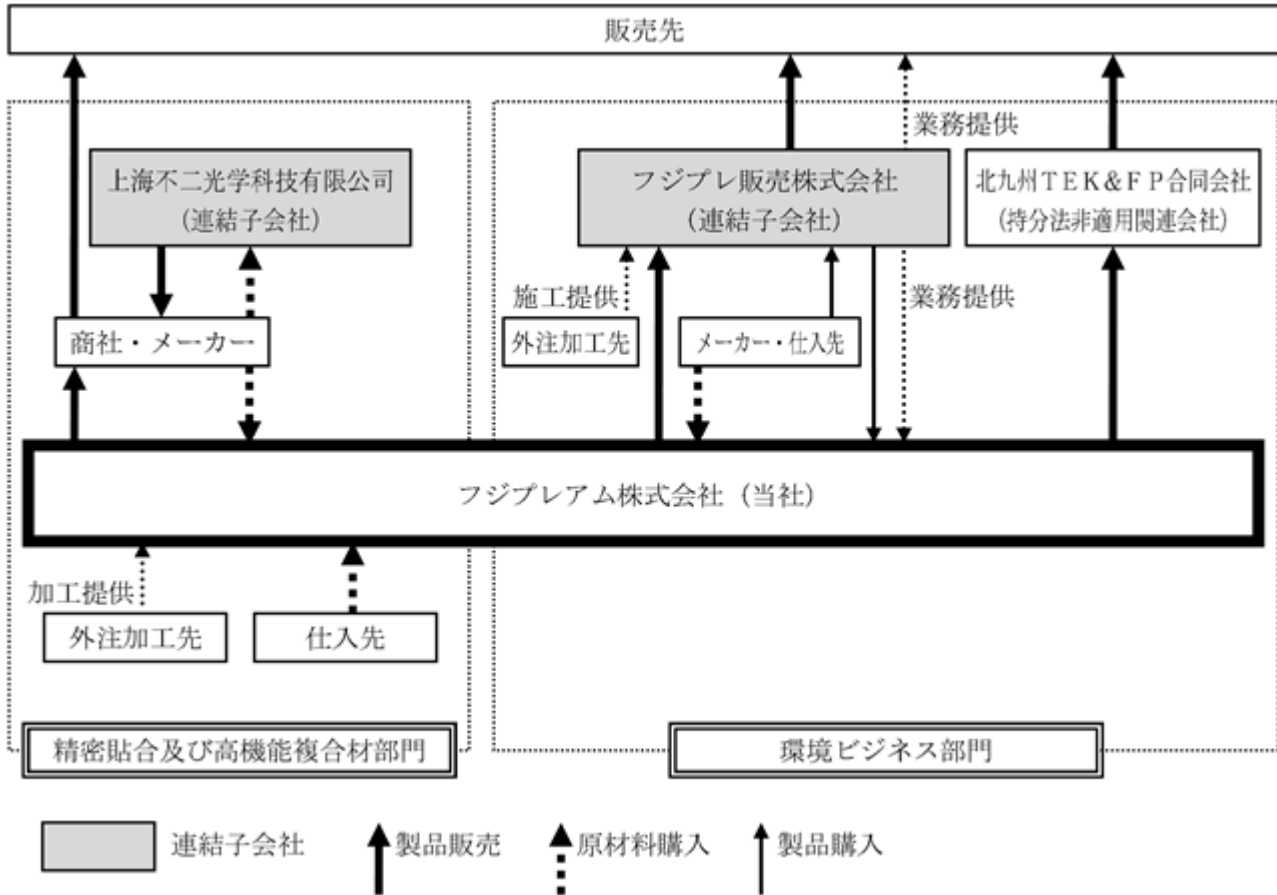 販売先
業務提供
上海不二光学科技有限公司
(連結子会社)
フジプレ販売株式会社
(連結子会社)
北九州TEK&FP合同会社
(持分法非適用関連会社)
施工提供
業務提供
商社・メーカー
外注加工先
メーカー・仕入先
フジプレアム株式会社(当社)
加工提供
外注加工先
仕入先
精密貼合及び高機能複合材部門
環境ビジネス部門
連結子会社
製品販売
原材料購入
製品購入